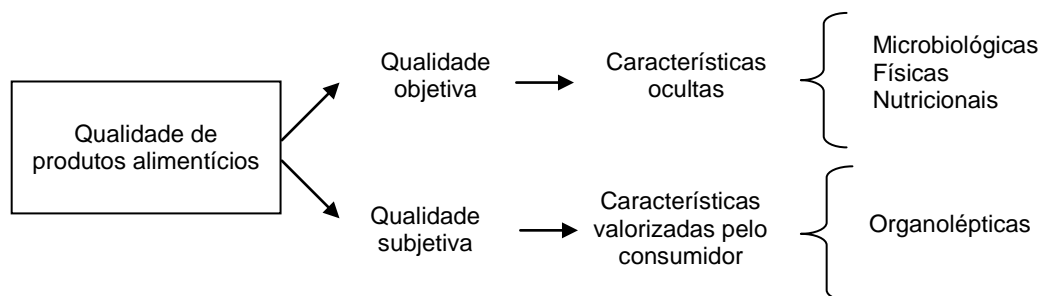 Qualidade de
produtos alimentícios
Qualidade
objetiva
Características
ocultas
Microbiológicas
Físicas
Nutricionais
Qualidade
subjetiva
Características
valorizadas pelo
consumidor
Organolépticas